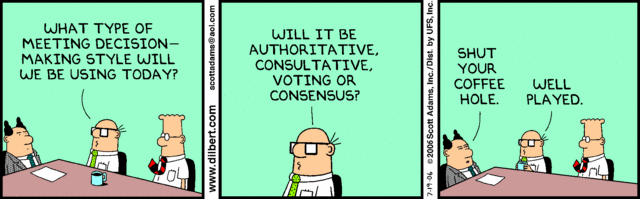 WHAT TYPE OF
MEETING DECISION—
MAKING STYLE WILL
WE BE USING TODAY?
www.dilbert.com
scottadams@aol.com
WILL IT BE
AUTHORITATIVE,
CONSULTATIVE,
VOTING OR
CONSENSUS?
7-19-06 ©2006 Scott Adams, Inc./Dist. by UFS, Inc.
SHUT
YOUR
COFFEE
HOLE.
WELL
PLAYED.